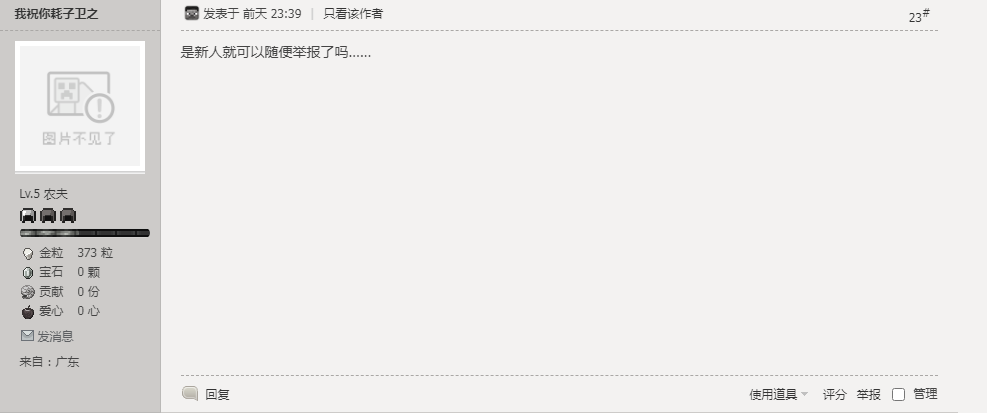 我祝你耗子卫之
发表于 前天 23:39 | 只看该作者
23#
是新人就可以随便举报了吗……
图片不见了
Lv.5 农夫
金粒 373 粒
宝石 0 颗
贡献 0 份
爱心 0 心
发消息
来自：广东
回复
使用道具 评分 举报 管理